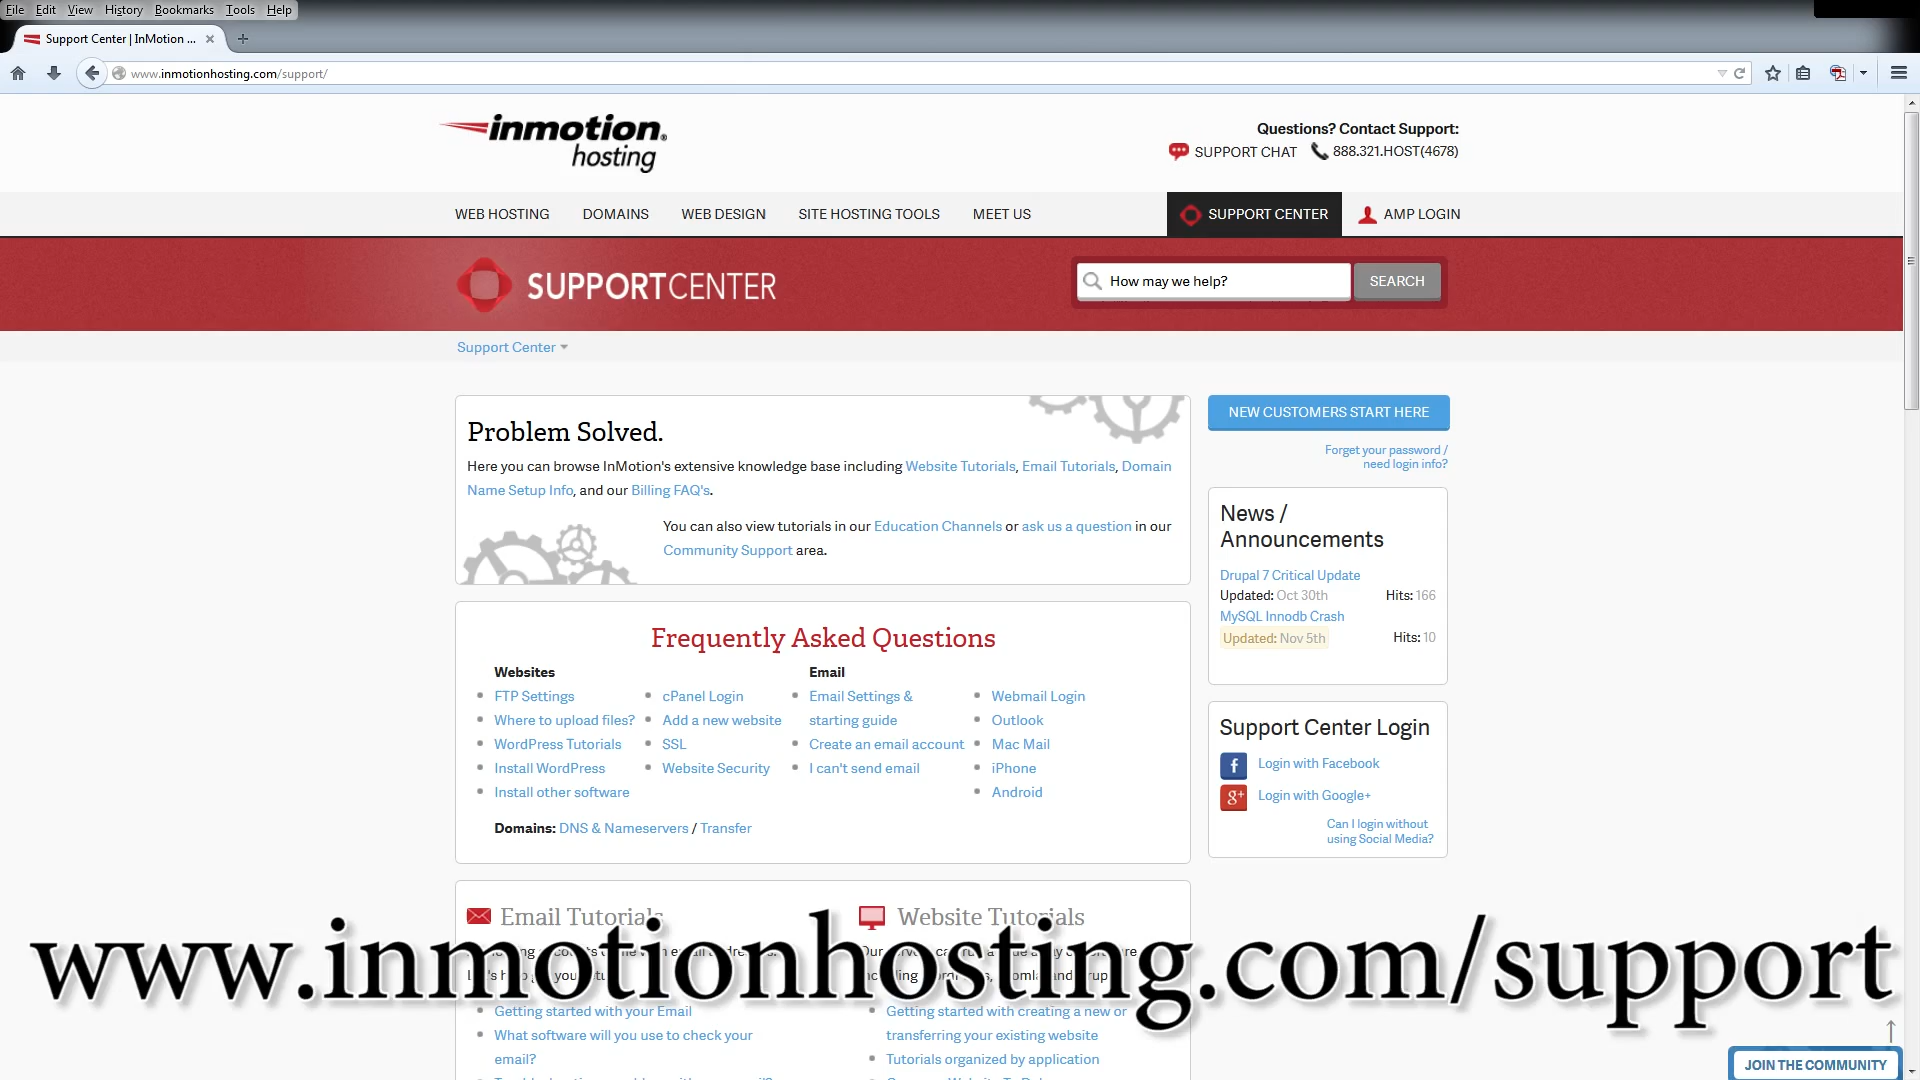 File Edit View History Bookmarks Tools Help
Support Center | InMotion ...
www.inmotionhosting.com/support/
inmotion
hosting
Questions? Contact Support:
SUPPORT CHAT 888.321.HOST(4678)
WEB HOSTING DOMAINS WEB DESIGN SITE HOSTING TOOLS MEET US SUPPORT CENTER AMP LOGIN
SUPPORTCENTER
How may we help? SEARCH
Support Center
Problem Solved.
Here you can browse InMotion's extensive knowledge base including Website Tutorials, Email Tutorials, Domain
Name Setup Info, and our Billing FAQ's.
You can also view tutorials in our Education Channels or ask us a question in our
Community Support area.
NEW CUSTOMERS START HERE
Forget your password /
need login info?
News /
Announcements
Drupal 7 Critical Update
Updated: Oct 30th Hits: 166
MySQL Innodb Crash
Updated: Nov 5th Hits: 10
Frequently Asked Questions
Websites
FTP Settings
Where to upload files?
WordPress Tutorials
Install WordPress
Install other software
cPanel Login
Add a new website
SSL
Website Security
Email
Email Settings &
starting guide
Create an email account
I can't send email
Webmail Login
Outlook
Mac Mail
iPhone
Android
Domains: DNS & Nameservers / Transfer
Support Center Login
f Login with Facebook
g+ Login with Google+
Can I login without
using Social Media?
Email Tutorials
Website Tutorials
www.inmotionhosting.com/support
Getting started with your Email
What software will you use to check your
email?
Getting started with creating a new or
transferring your existing website
Tutorials organized by application
JOIN THE COMMUNITY